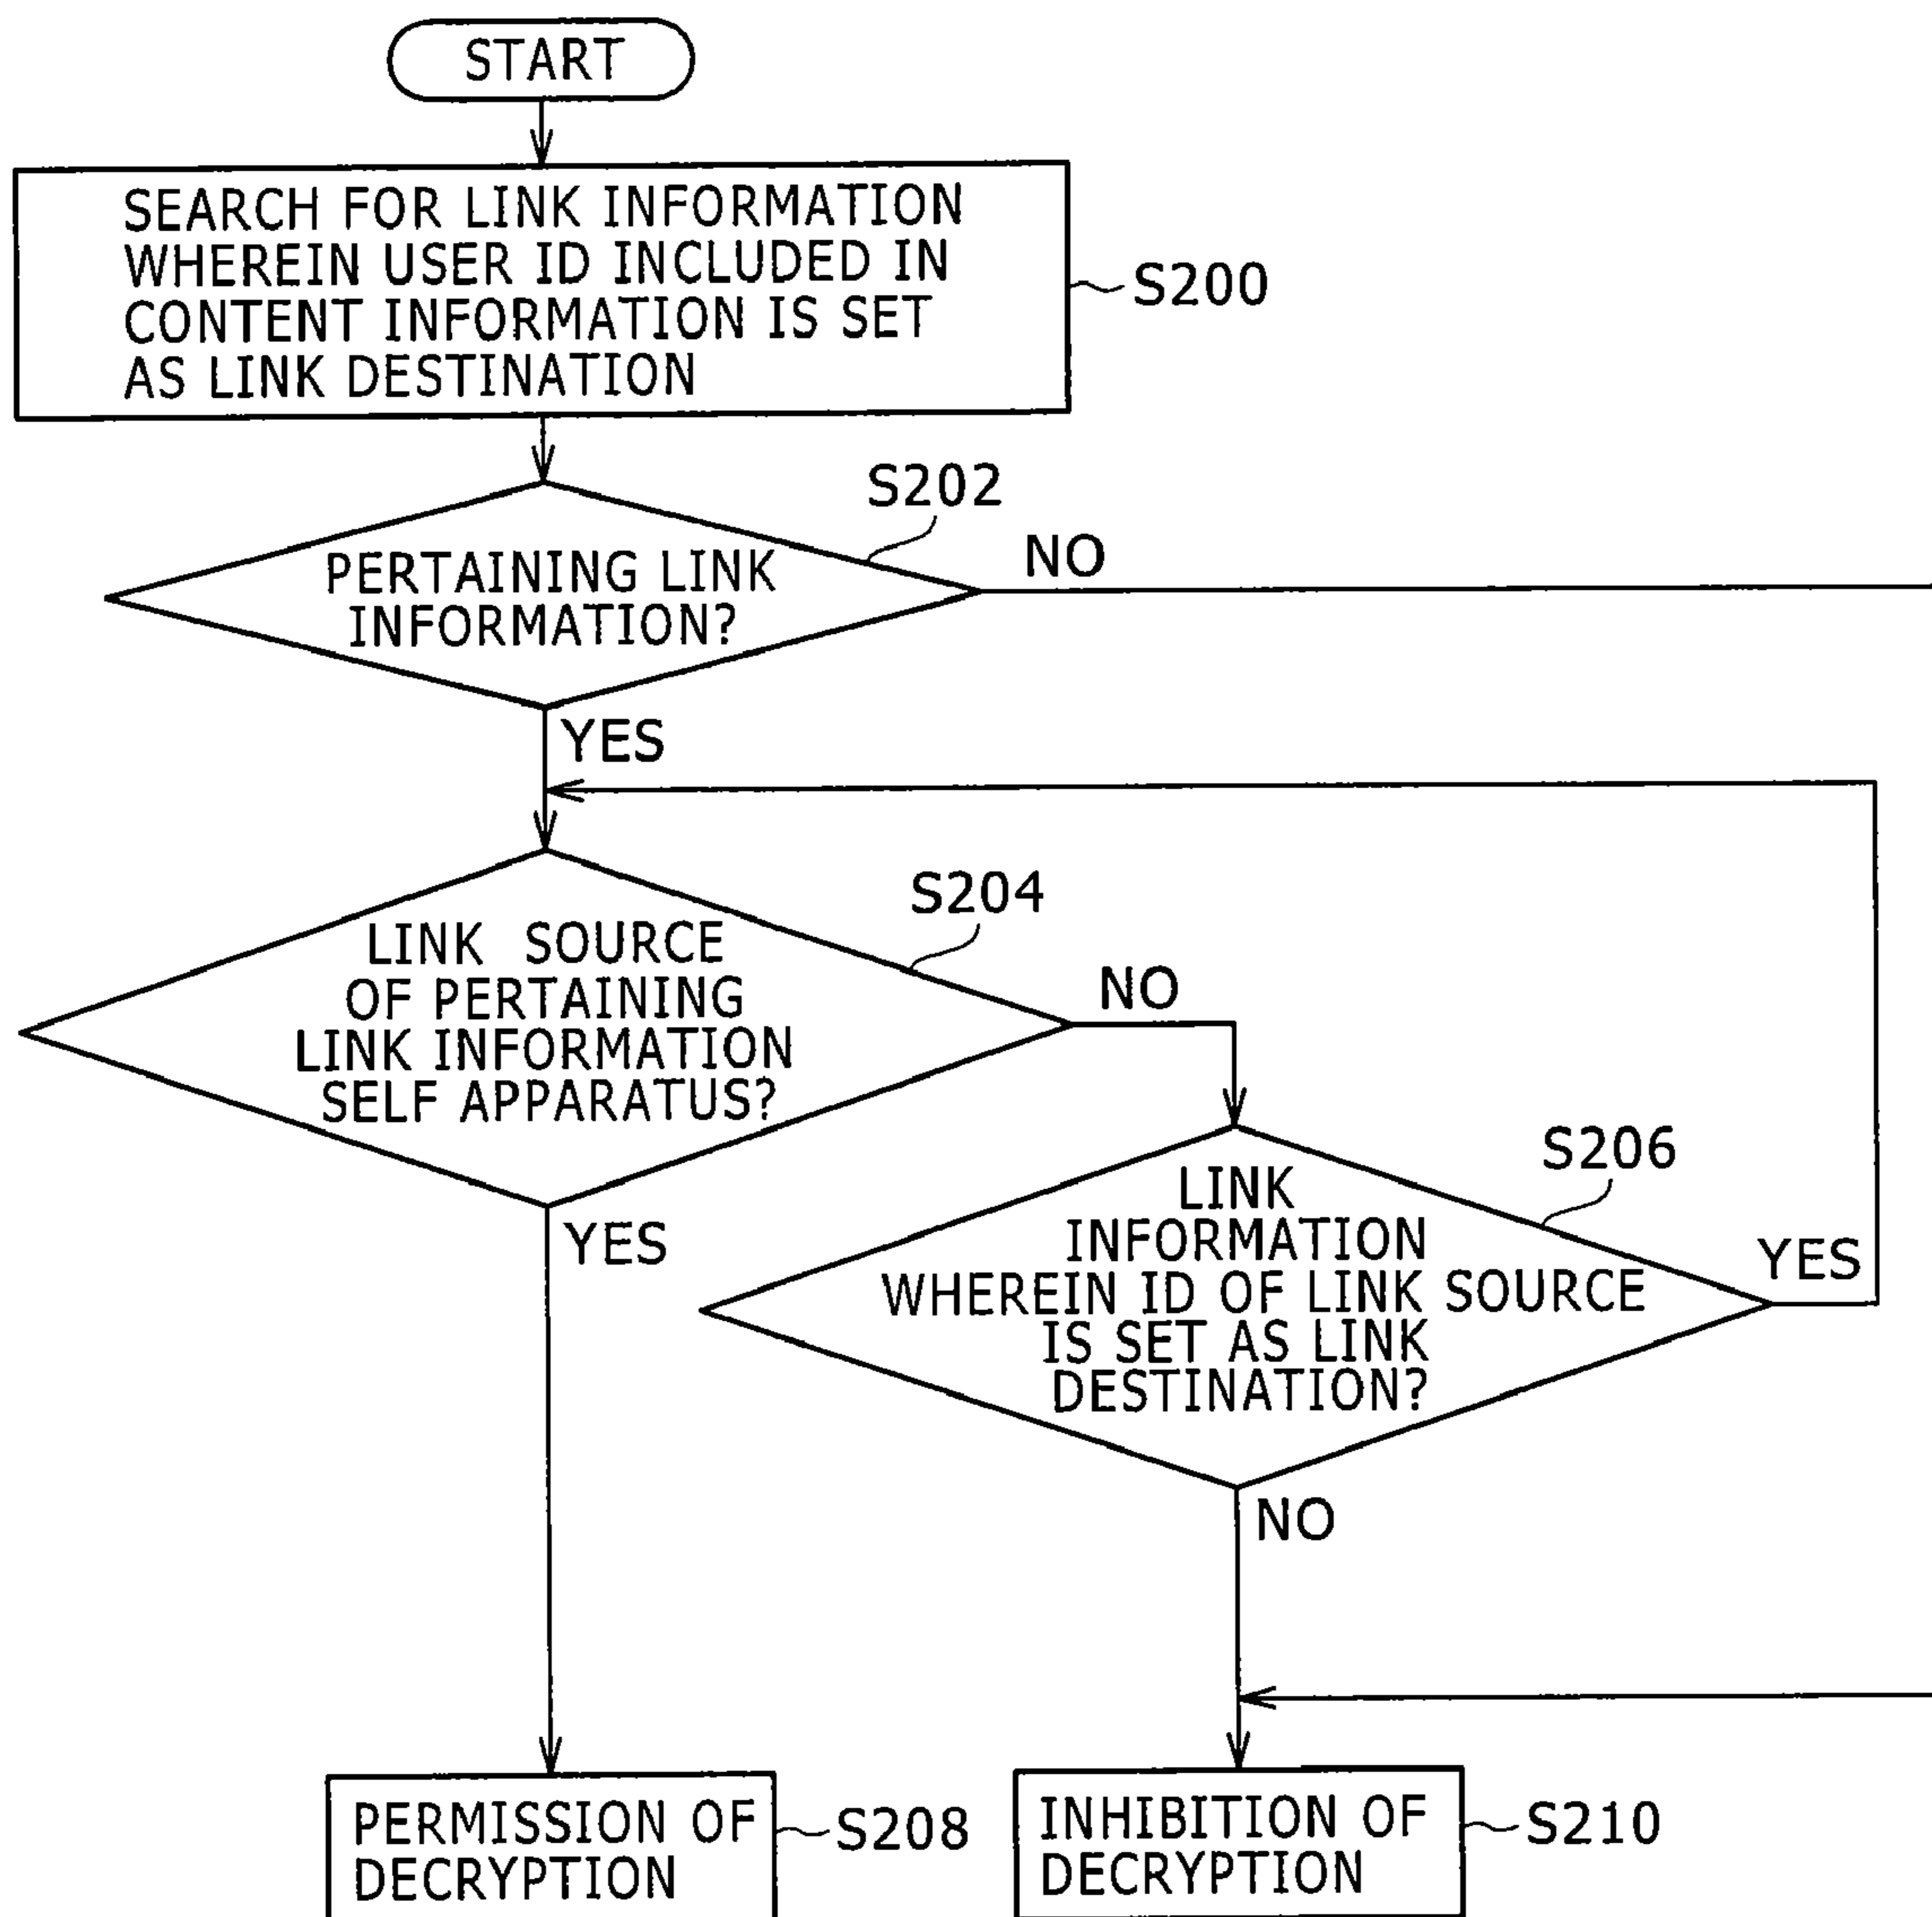 START
SEARCH FOR LINK INFORMATION
WHEREIN USER ID INCLUDED IN
CONTENT INFORMATION IS SET
AS LINK DESTINATION
S200
S202
PERTAINING LINK
INFORMATION?
NO
YES
S204
LINK SOURCE
OF PERTAINING
LINK INFORMATION
SELF APPARATUS?
NO
YES
S206
LINK
INFORMATION
WHEREIN ID OF LINK SOURCE
IS SET AS LINK
DESTINATION?
YES
NO
PERMISSION OF
DECRYPTION
S208
INHIBITION OF
DECRYPTION
S210